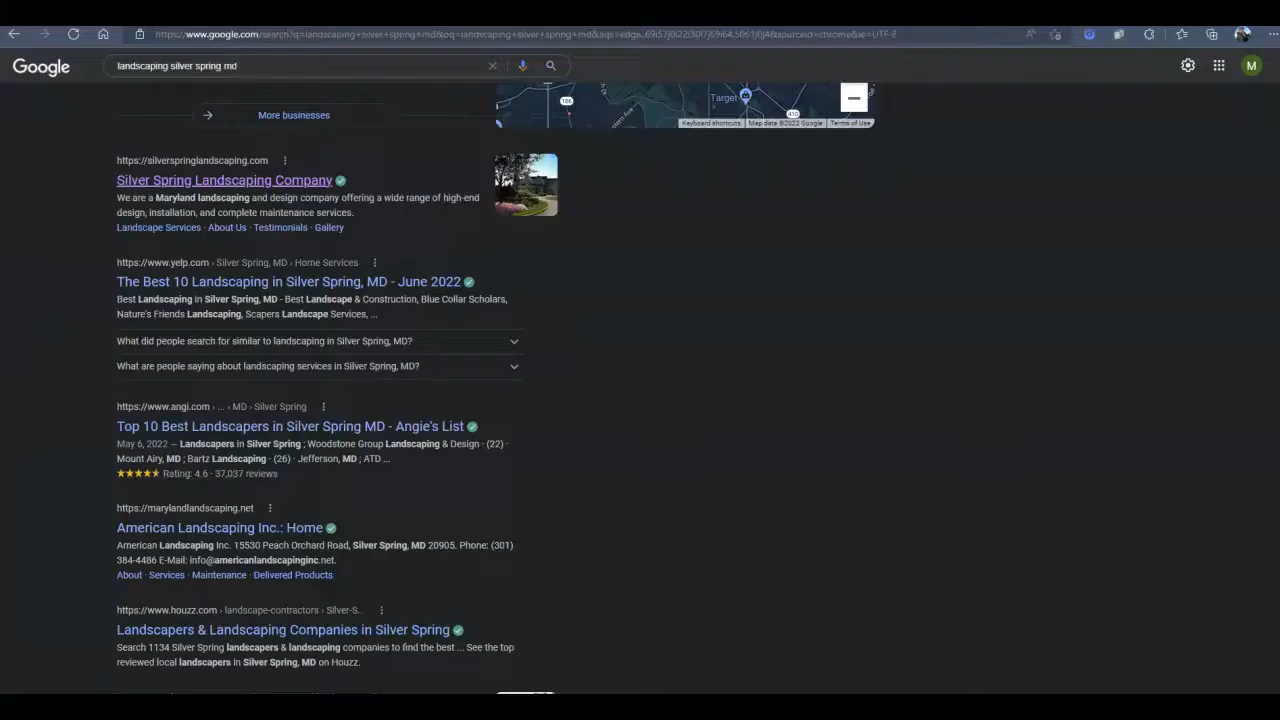 https://www.google.com/search?q=landscaping+silver+spring+md&oq=landscaping+silver+spring+md&aqs=edge
Google
landscaping silver spring md
M
186
Target
410
Keyboard shortcuts
Map data ©2022 Google
Terms of Use
More businesses
https://silverspringlandscaping.com
Silver Spring Landscaping Company
We are a Maryland landscaping and design company offering a wide range of high-end
design, installation, and complete maintenance services.
Landscape Services · About Us · Testimonials · Gallery
https://www.yelp.com › Silver Spring, MD › Home Services
The Best 10 Landscaping in Silver Spring, MD - June 2022
Best Landscaping in Silver Spring, MD - Best Landscape & Construction, Blue Collar Scholars,
Nature's Friends Landscaping, Scapers Landscape Services, ...
What did people search for similar to landscaping in Silver Spring, MD?
What are people saying about landscaping services in Silver Spring, MD?
https://www.angi.com › ... › MD › Silver Spring
Top 10 Best Landscapers in Silver Spring MD - Angie's List
May 6, 2022 — Landscapers in Silver Spring ; Woodstone Group Landscaping & Design · (22) ·
Mount Airy, MD ; Bartz Landscaping · (26) · Jefferson, MD ; ATD ...
Rating: 4.6 · 37,037 reviews
https://marylandlandscaping.net
American Landscaping Inc.: Home
American Landscaping Inc. 15530 Peach Orchard Road, Silver Spring, MD 20905. Phone: (301)
384-4486 E-Mail: info@americanlandscapinginc.net.
About · Services · Maintenance · Delivered Products
https://www.houzz.com › landscape-contractors › Silver-S...
Landscapers & Landscaping Companies in Silver Spring
Search 1134 Silver Spring landscapers & landscaping companies to find the best ... See the top
reviewed local landscapers in Silver Spring, MD on Houzz.